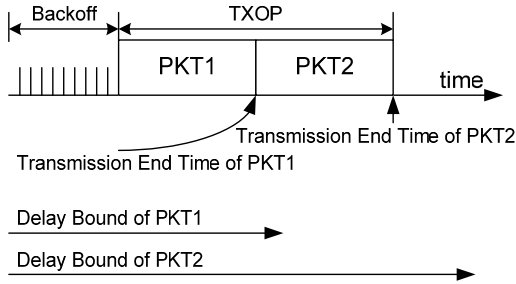 Backoff
TXOP
PKT1
PKT2
time
Transmission End Time of PKT2
Transmission End Time of PKT1
Delay Bound of PKT1
Delay Bound of PKT2